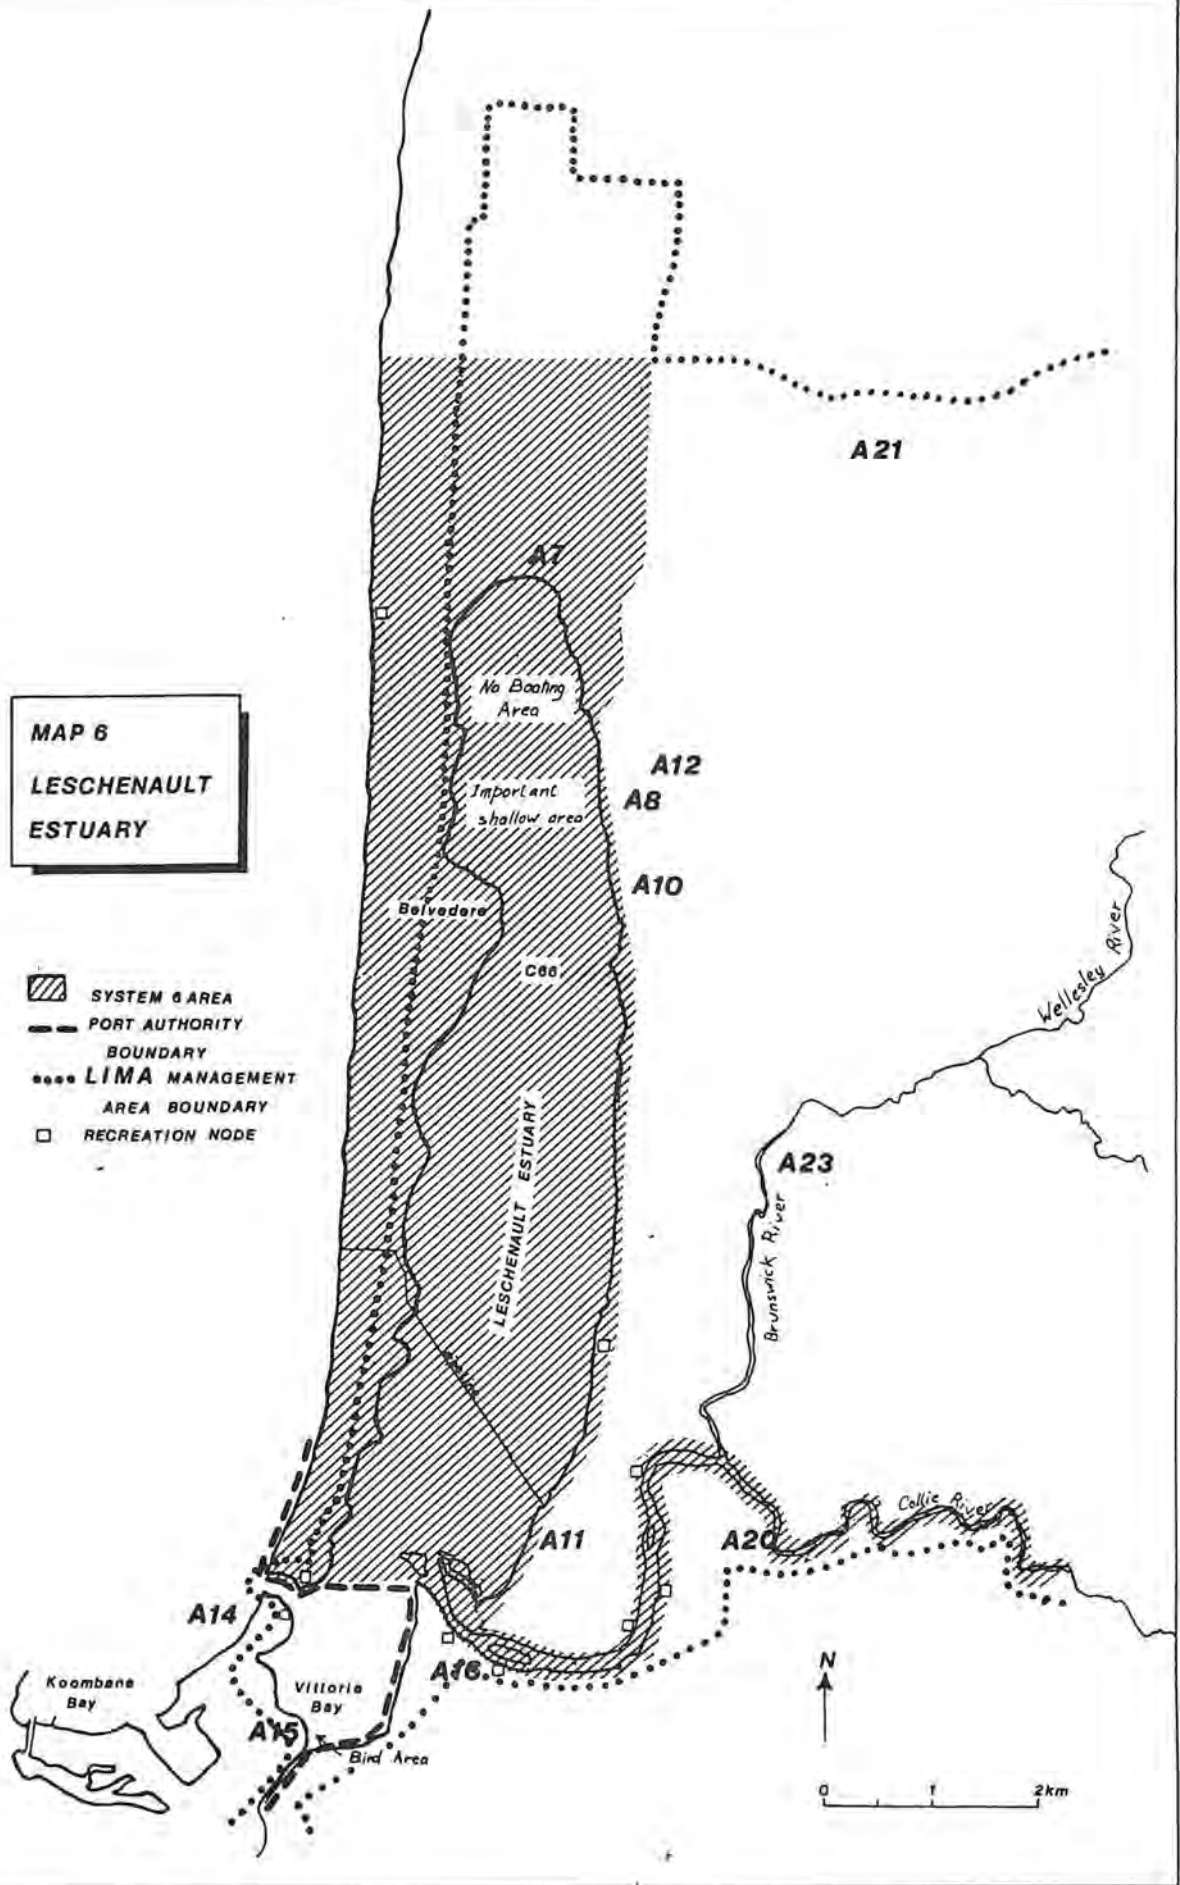 A21
A7
No Boating
Area
MAP 6
LESCHENAULT
ESTUARY
A12
Important
shallow area
A8
A10
Belvedere
C66
Wellesley River
SYSTEM 6 AREA
PORT AUTHORITY
BOUNDARY
LIMA MANAGEMENT
AREA BOUNDARY
RECREATION NODE
LESCHENAULT ESTUARY
A23
Brunswick River
Collie River
A11
A20
A14
A16
Koombana
Bay
Vittoria
Bay
A15
Bird Area
N
0 1 2km